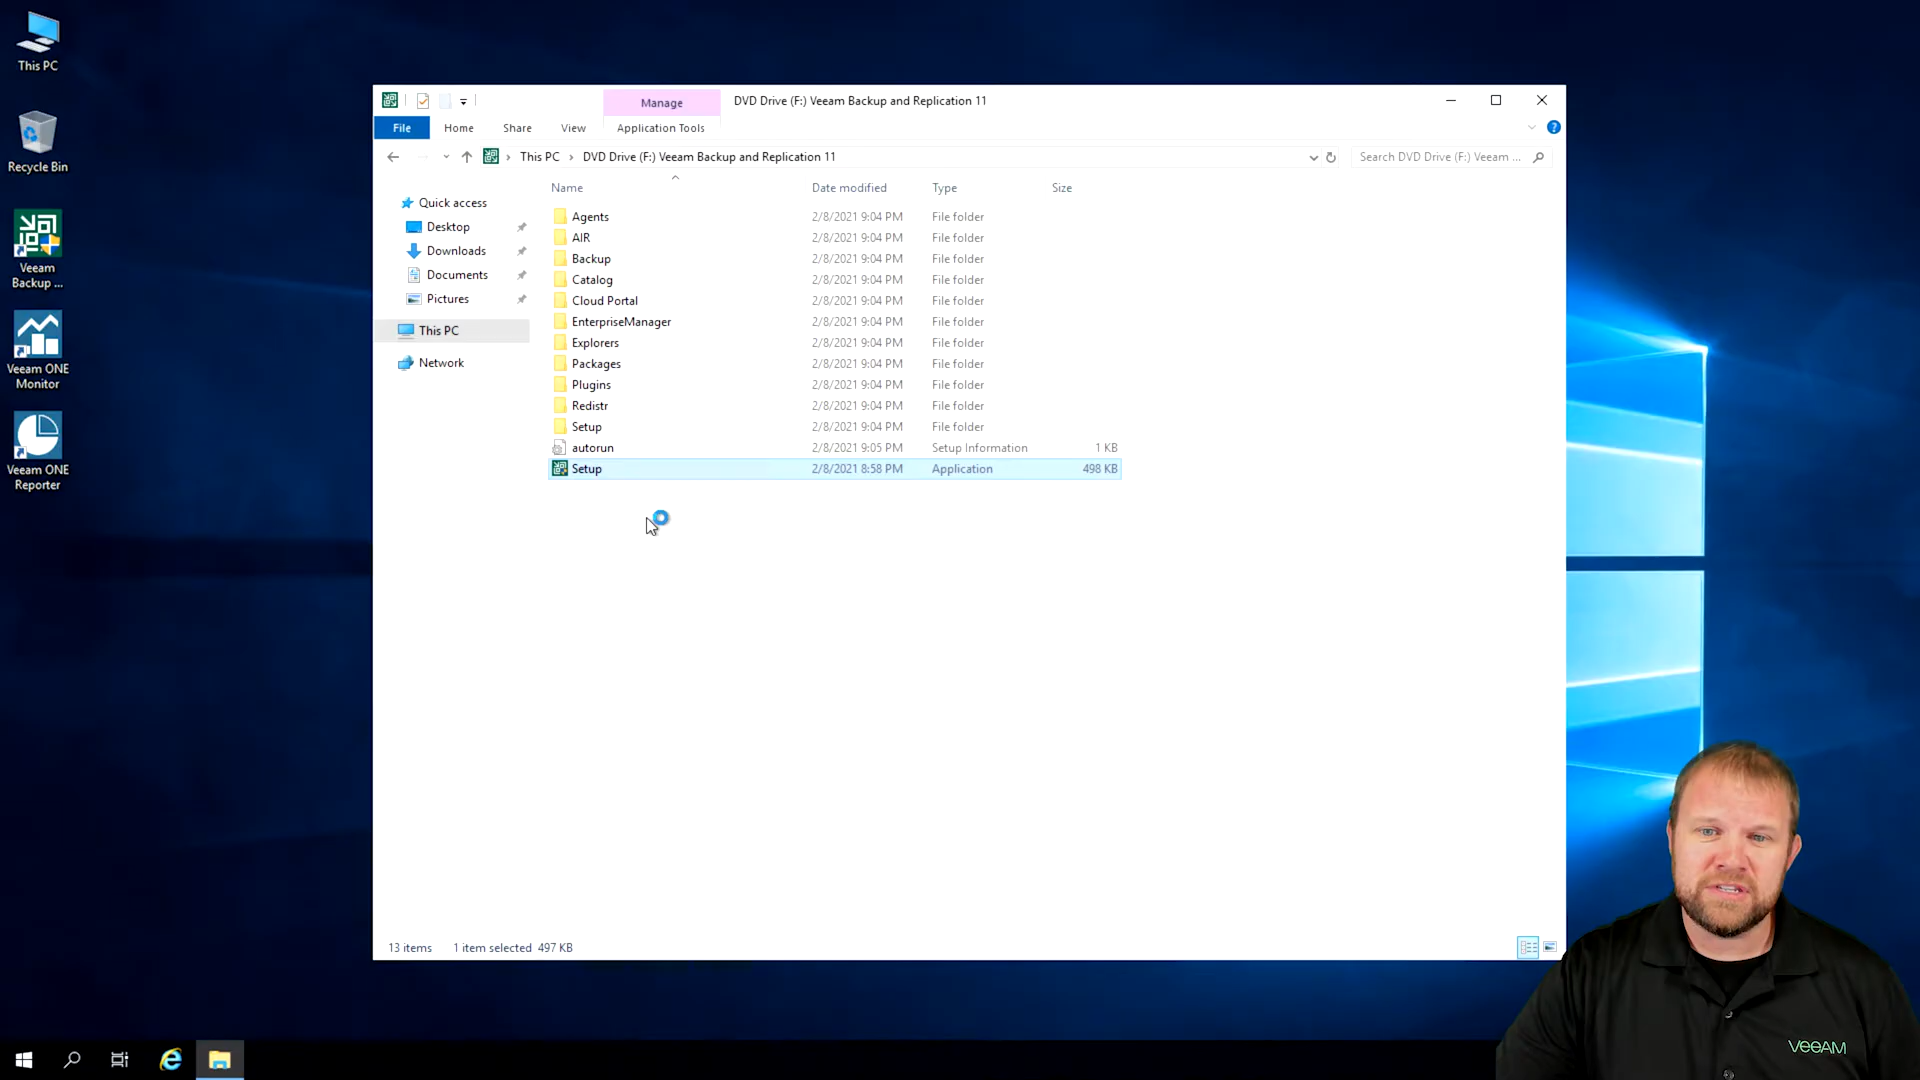 This PC
Recycle Bin
Veeam
Backup ...
Veeam ONE
Monitor
Veeam ONE
Reporter
Manage
DVD Drive (F:) Veeam Backup and Replication 11
File
Home
Share
View
Application Tools
This PC
DVD Drive (F:) Veeam Backup and Replication 11
Search DVD Drive (F:) Veeam ...
Quick access
Desktop
Downloads
Documents
Pictures
This PC
Network
Name Date modified Type Size
Agents 2/8/2021 9:04 PM File folder
AIR 2/8/2021 9:04 PM File folder
Backup 2/8/2021 9:04 PM File folder
Catalog 2/8/2021 9:04 PM File folder
Cloud Portal 2/8/2021 9:04 PM File folder
EnterpriseManager 2/8/2021 9:04 PM File folder
Explorers 2/8/2021 9:04 PM File folder
Packages 2/8/2021 9:04 PM File folder
Plugins 2/8/2021 9:04 PM File folder
Redistr 2/8/2021 9:04 PM File folder
Setup 2/8/2021 9:04 PM File folder
autorun 2/8/2021 9:05 PM Setup Information 1 KB
Setup 2/8/2021 8:58 PM Application 498 KB
13 items 1 item selected 497 KB
VeeAM